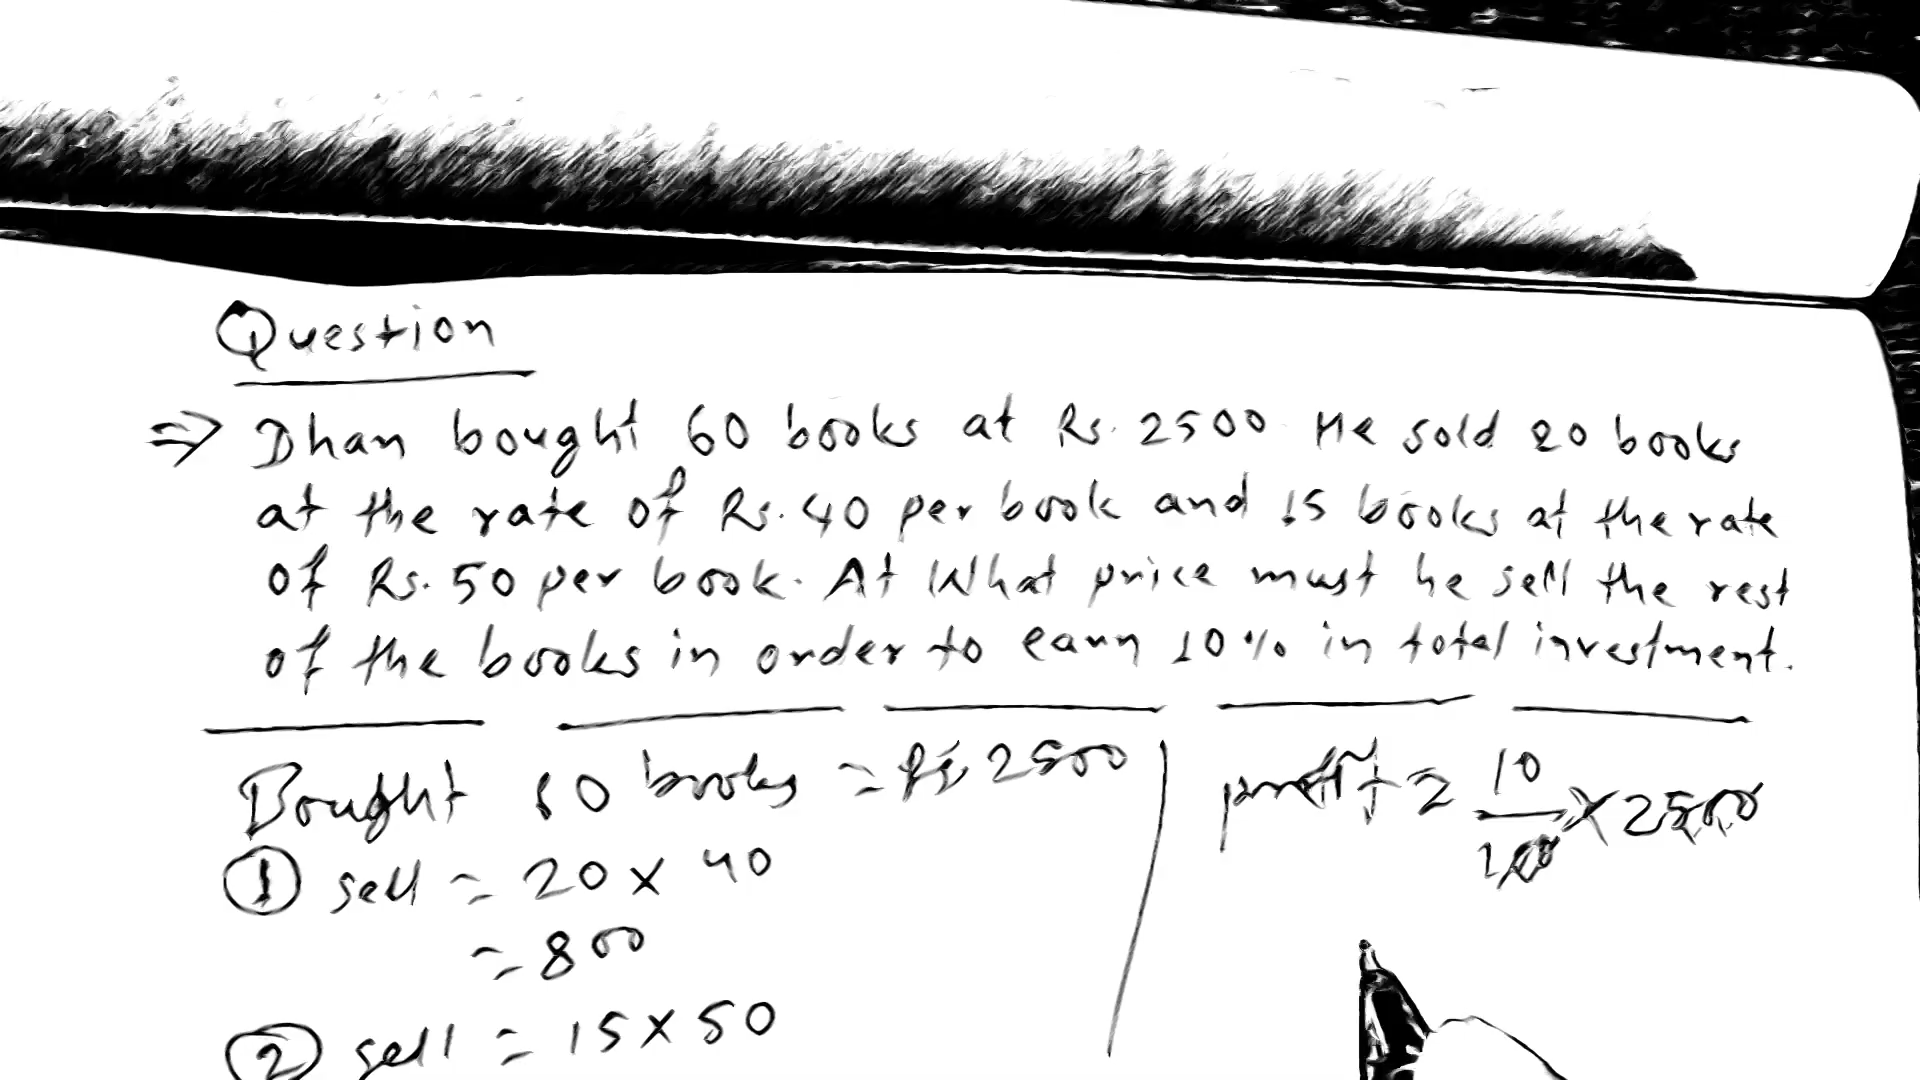 Question
⇒ Dhan bought 60 books at Rs. 2500. He sold 20 books
at the rate of Rs. 40 per book and 15 books at the rate
of Rs. 50 per book. At What price must he sell the rest
of the books in order to earn 10% in total investment.
Bought 60 books = Rs 2500
① sell = 20 x 40
= 800
② sell = 15 x 50
profit = 10/100 x 2500